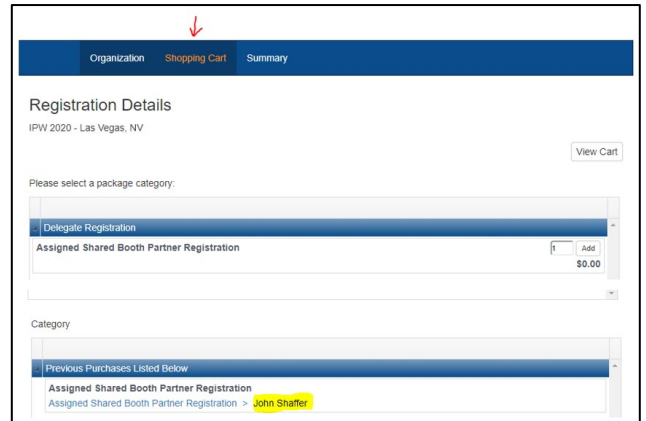 Organization Shopping Cart Summary
Registration Details
IPW 2020 - Las Vegas, NV
View Cart
Please select a package category:
Delegate Registration
Assigned Shared Booth Partner Registration 1 Add
$0.00
Category
Previous Purchases Listed Below
Assigned Shared Booth Partner Registration
Assigned Shared Booth Partner Registration > John Shaffer